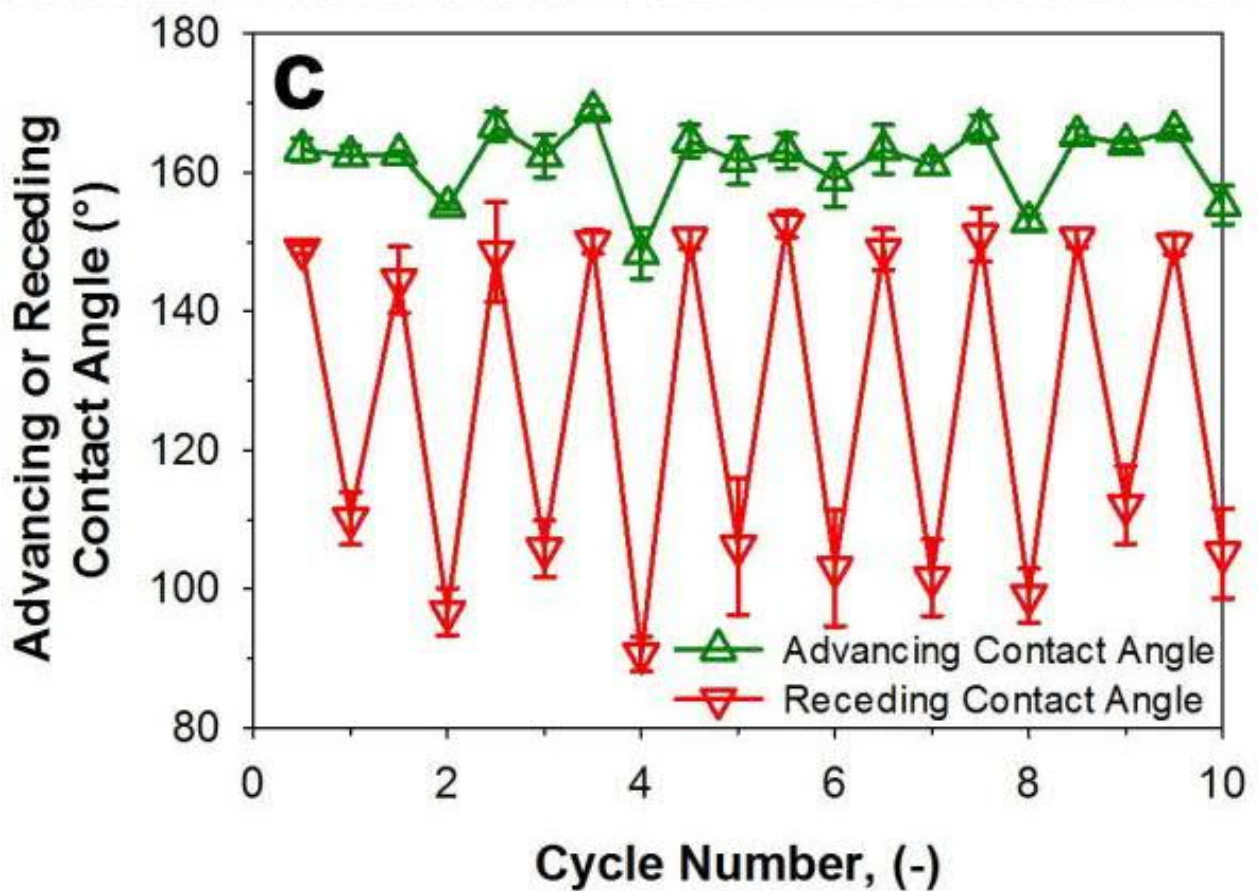 C
180
160
140
120
100
80
Advancing or Receding
Contact Angle (°)
Advancing Contact Angle
Receding Contact Angle
0 2 4 6 8 10
Cycle Number, (-)